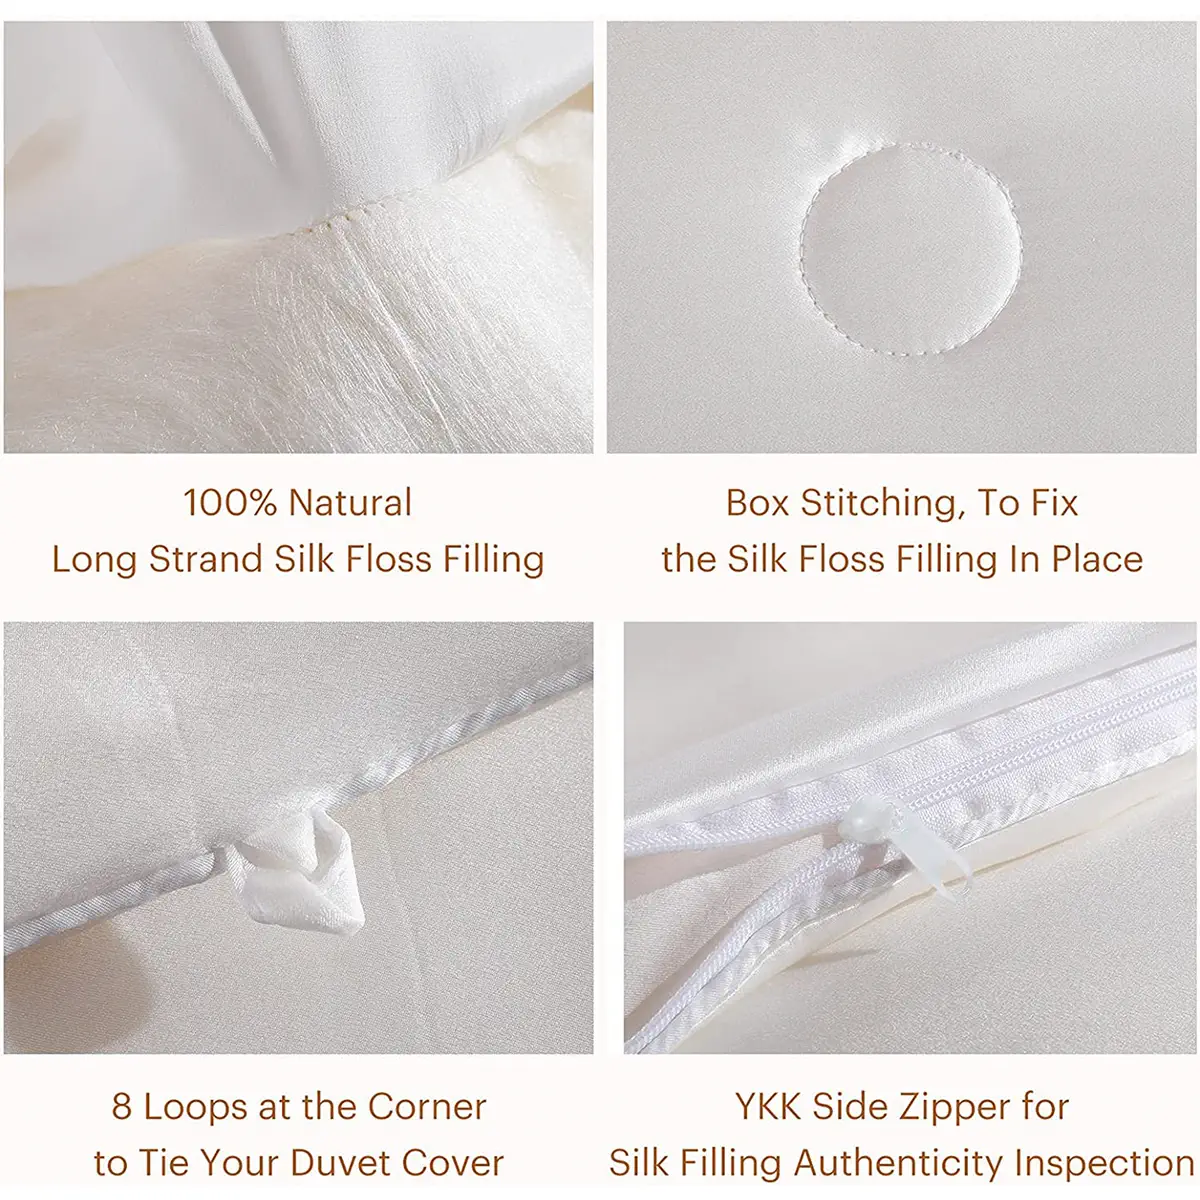 100% Natural
Long Strand Silk Floss Filling
Box Stitching, To Fix
the Silk Floss Filling In Place
8 Loops at the Corner
to Tie Your Duvet Cover
YKK Side Zipper for
Silk Filling Authenticity Inspection